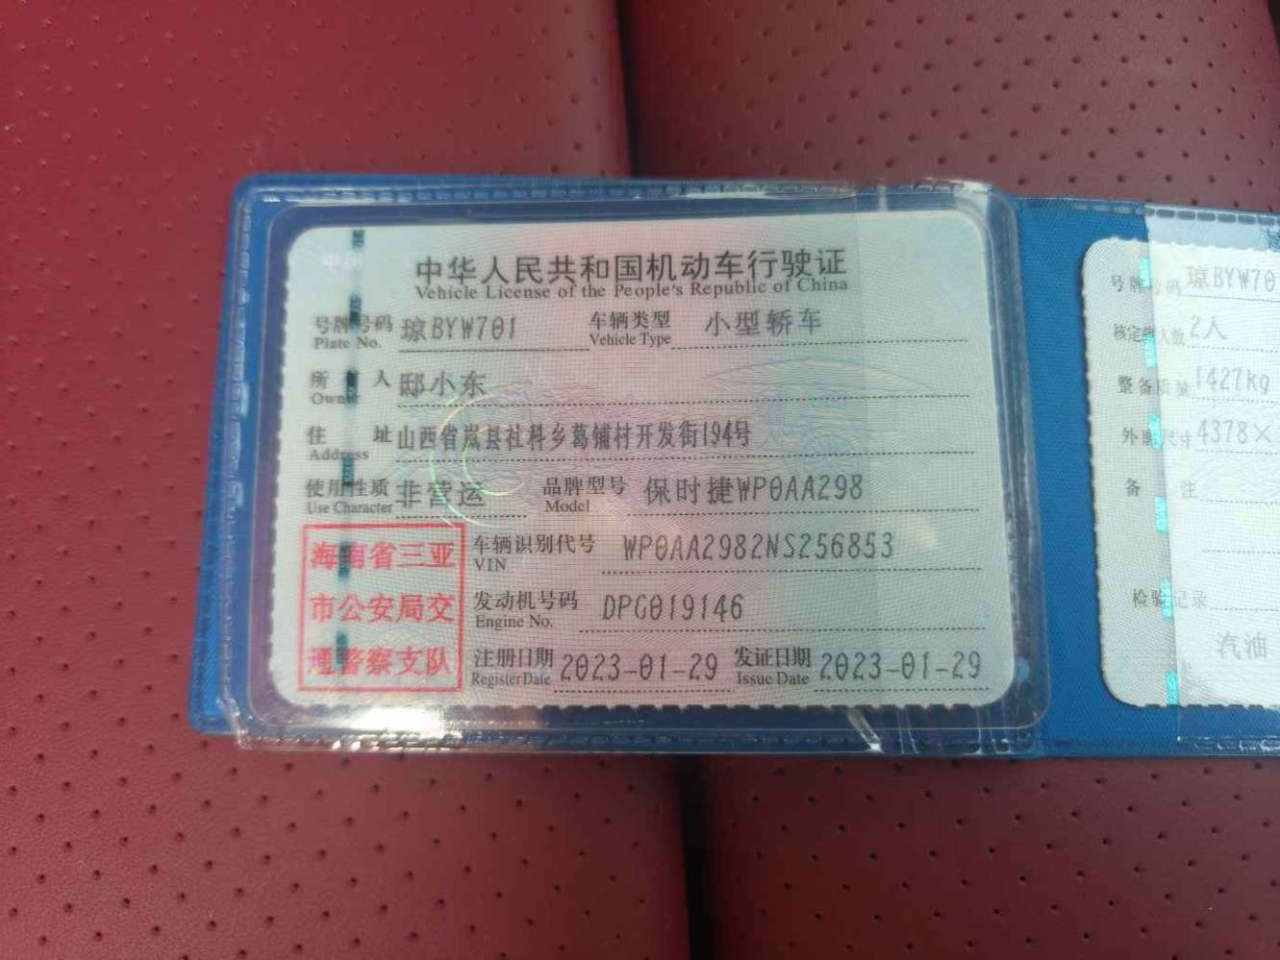 中华人民共和国机动车行驶证
Vehicle License of the People's Republic of China
号牌号码 琼BYW701 车辆类型 小型轿车
Plate No. Vehicle Type
所 人 邸小东
Owner
住 址 山西省岚县社科乡葛铺村开发街194号
Address
使用性质 非营运 品牌型号 保时捷WP0AA298
Use Character Model
海南省三亚
市公安局交
通警察支队
车辆识别代号 WP0AA2982NS256853
VIN
发动机号码 DPG019146
Engine No.
注册日期 2023-01-29 发证日期 2023-01-29
Register Date Issue Date
号牌号码 琼BYW70
核定 人数 2人
整备质量 1427kg
外廓尺寸 4378×
备 注
检验记录
汽油